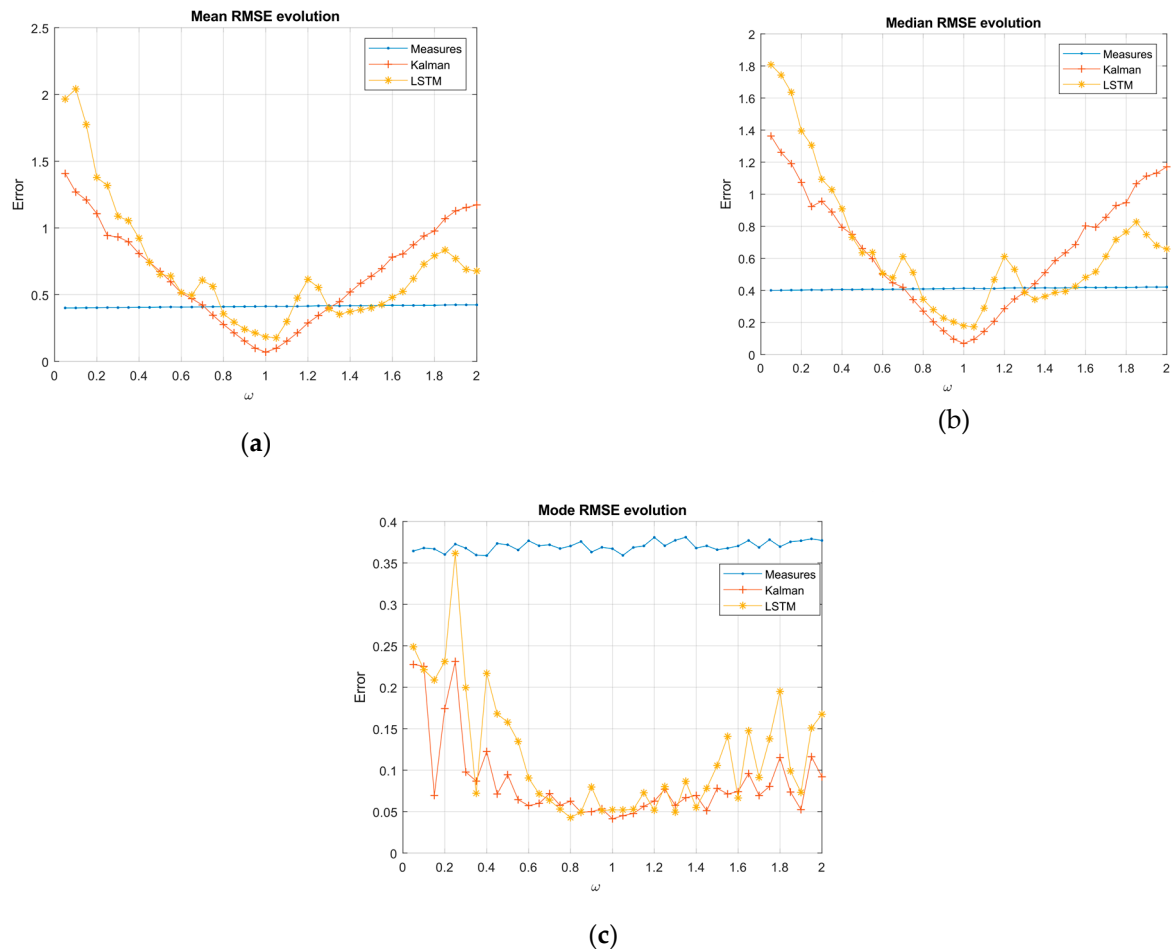 Mean RMSE evolution
2.5
2
1.5
1
0.5
0
Error
0 0.2 0.4 0.6 0.8 1 1.2 1.4 1.6 1.8 2
ω
Measures
Kalman
LSTM
(a)
Median RMSE evolution
2
1.8
1.6
1.4
1.2
1
0.8
0.6
0.4
0.2
0
Error
0 0.2 0.4 0.6 0.8 1 1.2 1.4 1.6 1.8 2
ω
Measures
Kalman
LSTM
(b)
Mode RMSE evolution
0.4
0.35
0.3
0.25
0.2
0.15
0.1
0.05
0
Error
0 0.2 0.4 0.6 0.8 1 1.2 1.4 1.6 1.8 2
ω
Measures
Kalman
LSTM
(c)